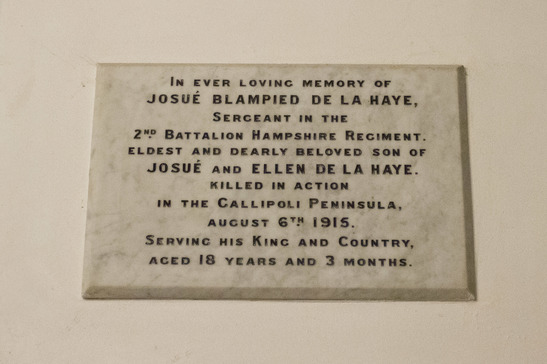 In ever loving memory of
JOSUÉ BLAMPIED DE LA HAYE,
Sergeant in the
2ND Battalion Hampshire Regiment.
eldest and dearly beloved son of
JOSUÉ and ELLEN DE LA HAYE.
killed in action
in the Gallipoli Peninsula,
august 6TH 1915.
Serving his King and Country,
aged 18 years and 3 months.